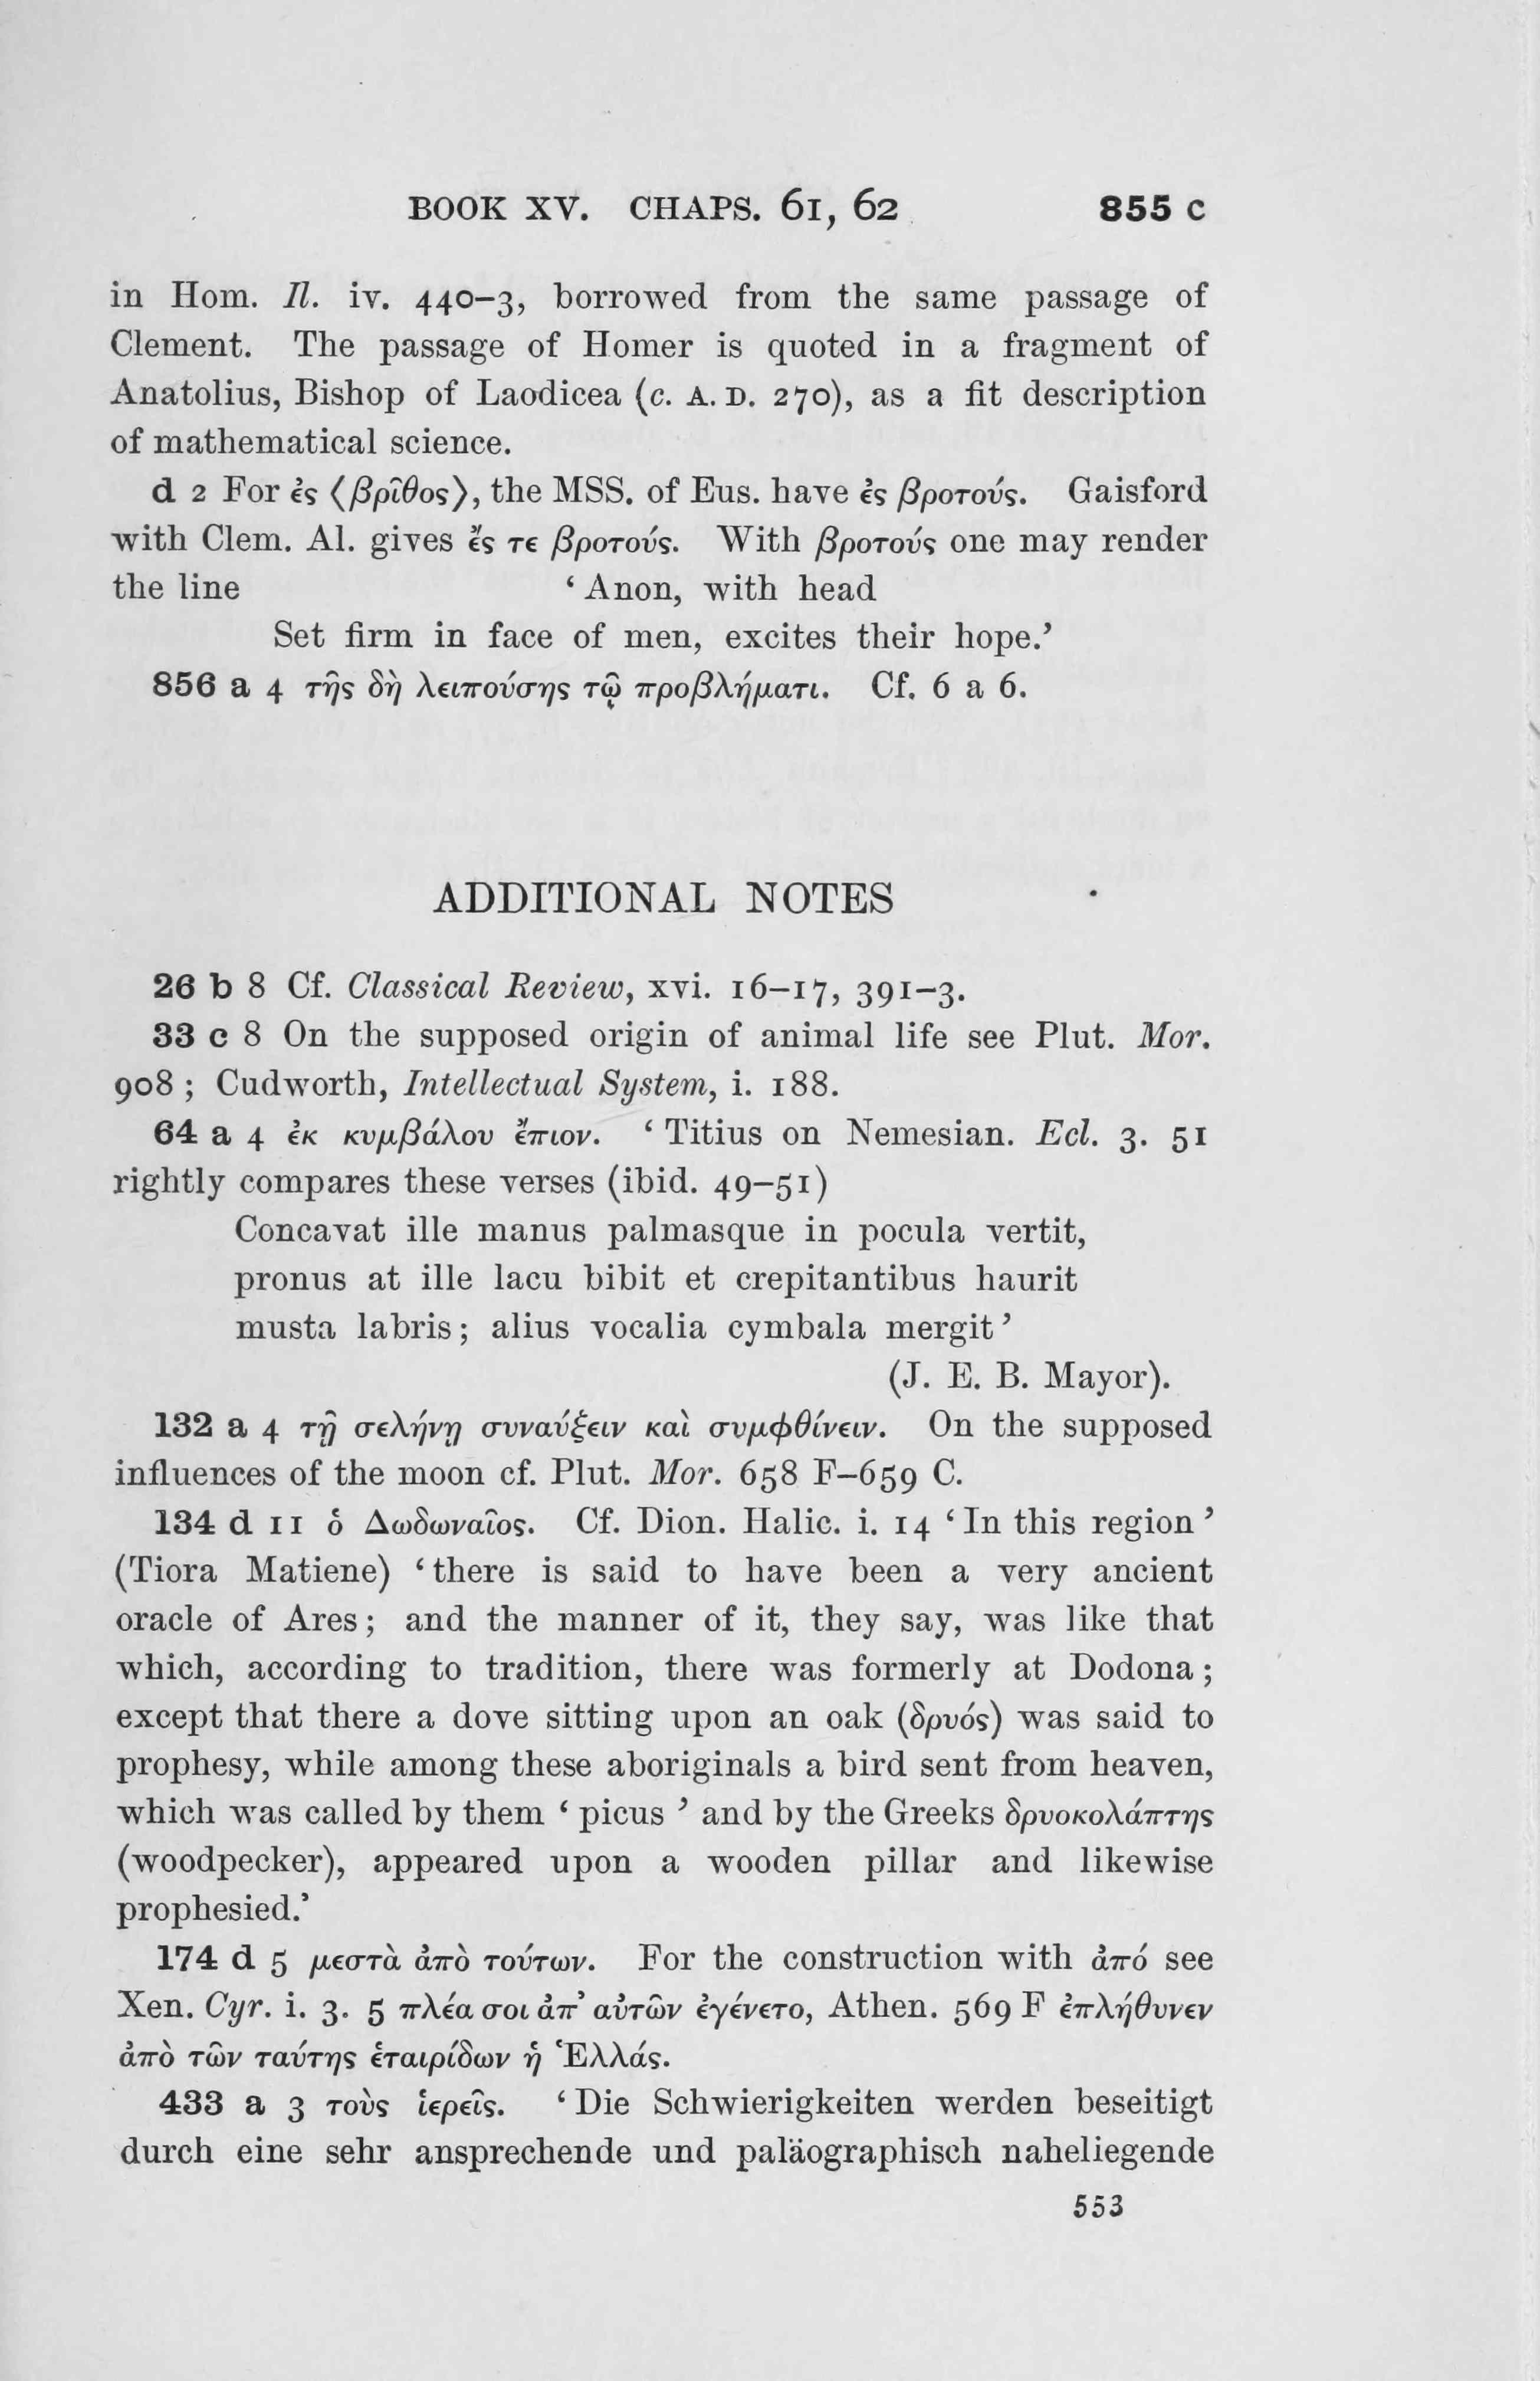 BOOK XV. CHAPS. 61, 62 855 c
in Hom. Il. iv. 440–3, borrowed from the same passage of
Clement. The passage of Homer is quoted in a fragment of
Anatolius, Bishop of Laodicea (c. A.D. 270), as a fit description
of mathematical science.
d 2 For ἐς ⟨βρῖθος⟩, the MSS. of Eus. have ἐς βροτούς. Gaisford
with Clem. Al. gives ἔς τε βροτούς. With βροτούς one may render
the line ‘Anon, with head
Set firm in face of men, excites their hope.’
856 a 4 τῆς δὴ λειπούσης τῷ προβλήματι. Cf. 6 a 6.
ADDITIONAL NOTES
26 b 8 Cf. Classical Review, xvi. 16–17, 391–3.
33 c 8 On the supposed origin of animal life see Plut. Mor.
908; Cudworth, Intellectual System, i. 188.
64 a 4 ἐκ κυμβάλου ἔπιον. ‘Titius on Nemesian. Ecl. 3. 51
rightly compares these verses (ibid. 49–51)
Concavat ille manus palmasque in pocula vertit,
pronus at ille lacu bibit et crepitantibus haurit
musta labris; alius vocalia cymbala mergit’
(J. E. B. Mayor).
132 a 4 τῇ σελήνῃ συναύξειν καὶ συμφθίνειν. On the supposed
influences of the moon cf. Plut. Mor. 658 F–659 C.
134 d 11 ὁ Δωδωναῖος. Cf. Dion. Halic. i. 14 ‘In this region’
(Tiora Matiene) ‘there is said to have been a very ancient
oracle of Ares; and the manner of it, they say, was like that
which, according to tradition, there was formerly at Dodona;
except that there a dove sitting upon an oak (δρυός) was said to
prophesy, while among these aboriginals a bird sent from heaven,
which was called by them ‘picus’ and by the Greeks δρυοκολάπτης
(woodpecker), appeared upon a wooden pillar and likewise
prophesied.’
174 d 5 μεστὰ ἀπὸ τούτων. For the construction with ἀπό see
Xen. Cyr. i. 3. 5 πλέα σοι ἀπ’ αὐτῶν ἐγένετο, Athen. 569 F ἐπλήθυνεν
ἀπὸ τῶν ταύτης ἑταιρίδων ἡ Ἑλλάς.
433 a 3 τοὺς ἱερεῖς. ‘Die Schwierigkeiten werden beseitigt
durch eine sehr ansprechende und paläographisch naheliegende
553